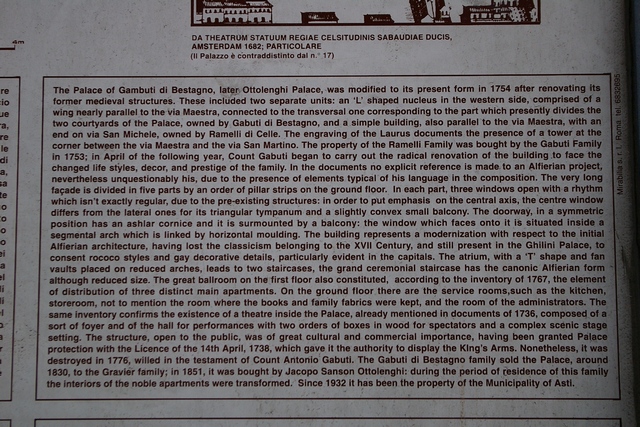 4m
DA THEATRUM STATUUM REGIAE CELSITUDINIS SABAUDIAE DUCIS,
AMSTERDAM 1682; PARTICOLARE
(Il Palazzo è contraddistinto dal n.° 17)
The Palace of Gambuti di Bestagno, later Ottolenghi Palace, was modified to its present form in 1754 after renovating its
former medieval structures. These included two separate units: an 'L' shaped nucleus in the western side, comprised of a
wing nearly parallel to the via Maestra, connected to the transversal one corresponding to the part which presently divides the
two courtyards of the Palace, owned by Gabuti di Bestagno, and a simple building, also parallel to the via Maestra, with an
end on via San Michele, owned by Ramelli di Celle. The engraving of the Laurus documents the presence of a tower at the
corner between the via Maestra and the via San Martino. The property of the Ramelli Family was bought by the Gabuti Family
in 1753; in April of the following year, Count Gabuti began to carry out the radical renovation of the building to face the
changed life styles, decor, and prestige of the family. In the documents no explicit reference is made to an Alfierian project,
nevertheless unquestionably his, due to the presence of elements typical of his language in the composition. The very long
façade is divided in five parts by an order of pillar strips on the ground floor. In each part, three windows open with a rhythm
which isn't exactly regular, due to the pre-existing structures: in order to put emphasis on the central axis, the centre window
differs from the lateral ones for its triangular tympanum and a slightly convex small balcony. The doorway, in a symmetric
position has an ashlar cornice and it is surmounted by a balcony: the window which faces onto it is situated inside a
segmental arch which is linked by horizontal moulding. The building represents a modernization with respect to the initial
Alfierian architecture, having lost the classicism belonging to the XVII Century, and still present in the Ghilini Palace, to
consent rococo styles and gay decorative details, particularly evident in the capitals. The atrium, with a 'T' shape and fan
vaults placed on reduced arches, leads to two staircases, the grand ceremonial staircase has the canonic Alfierian form
although reduced size. The great ballroom on the first floor also constituted, according to the inventory of 1767, the element
of distribution of three distinct main apartments. On the ground floor there are the service rooms,such as the kitchen,
storeroom, not to mention the room where the books and family fabrics were kept, and the room of the administrators. The
same inventory confirms the existence of a theatre inside the Palace, already mentioned in documents of 1736, composed of a
sort of foyer and of the hall for performances with two orders of boxes in wood for spectators and a complex scenic stage
setting. The structure, open to the public, was of great cultural and commercial importance, having been granted Palace
protection with the Licence of the 14th April, 1738, which gave it the authority to display the King's Arms. Nonetheless, it was
destroyed in 1776, willed in the testament of Count Antonio Gabuti. The Gabuti di Bestagno family sold the Palace, around
1830, to the Gravier family; in 1851, it was bought by Jacopo Sanson Ottolenghi: during the period of residence of this family
the interiors of the noble apartments were transformed. Since 1932 it has been the property of the Municipality of Asti.
Mirabilia s.r.l. Roma tel.